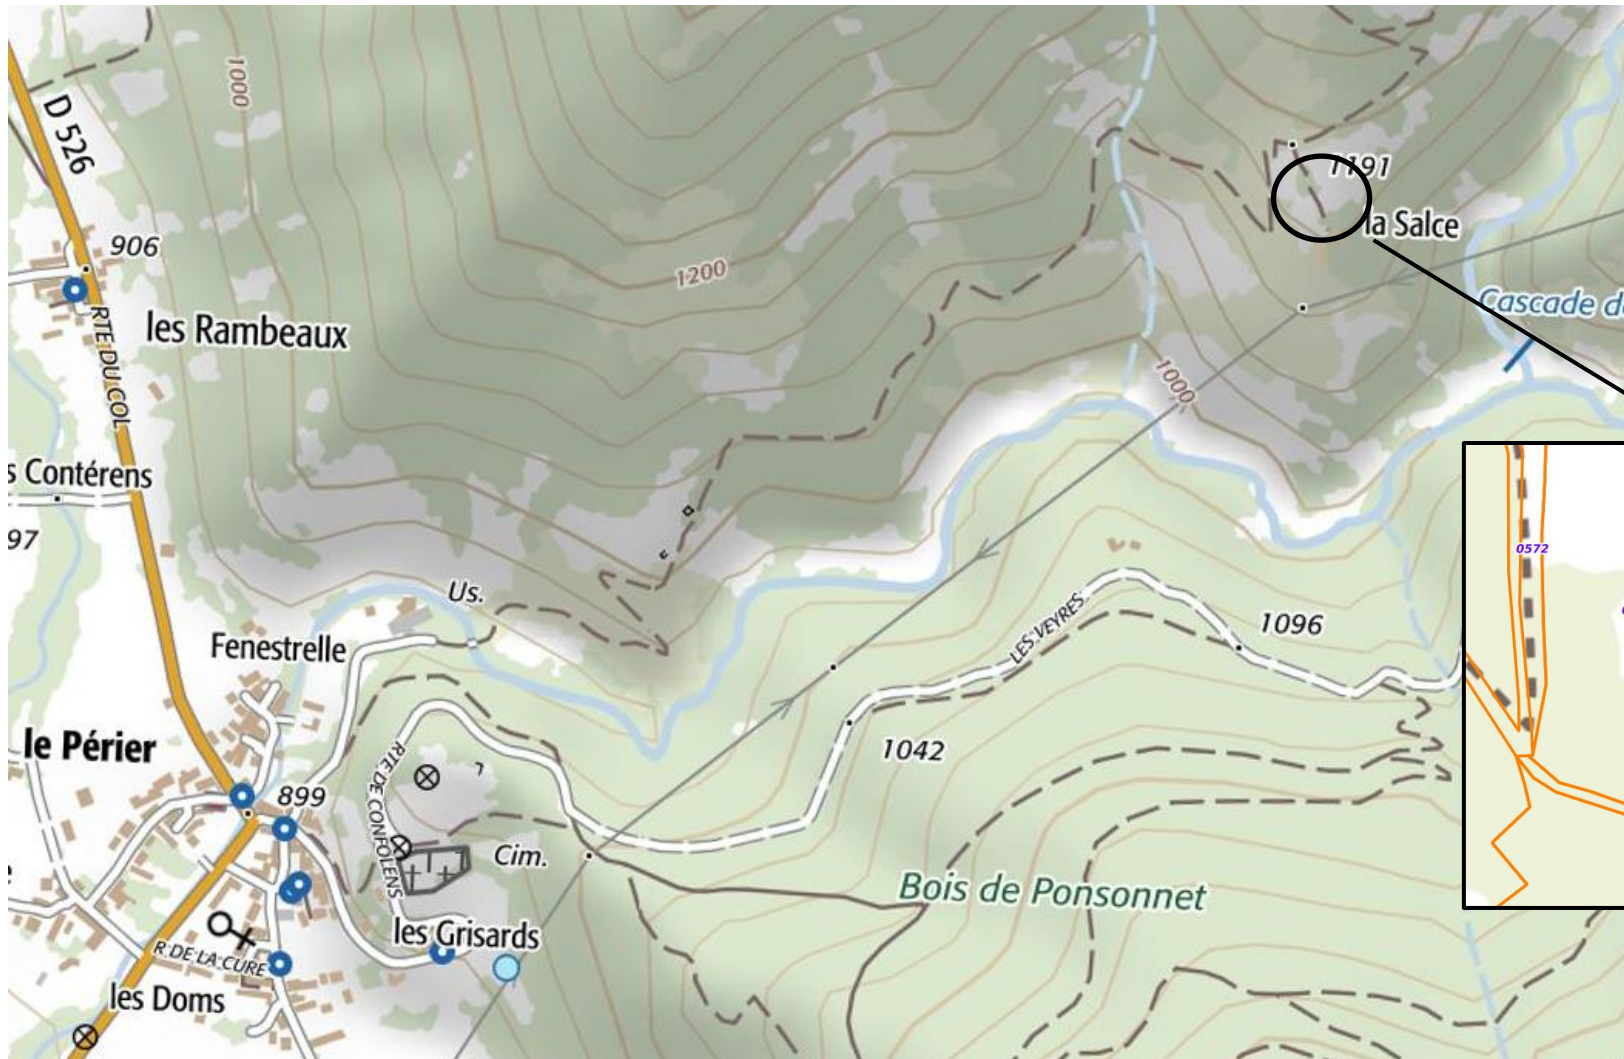 1000
D 526
1191
la Salce
906
1200
Cascade d
les Rambeaux
RTE DU COL
1000
s Contérens
97
0572
Us.
LES VEYRES
1096
Fenestrelle
le Périer
1042
899
RTE DE CONFOLENS
Cim.
Bois de Ponsonnet
les Grisards
R DE LA CURE
les Doms